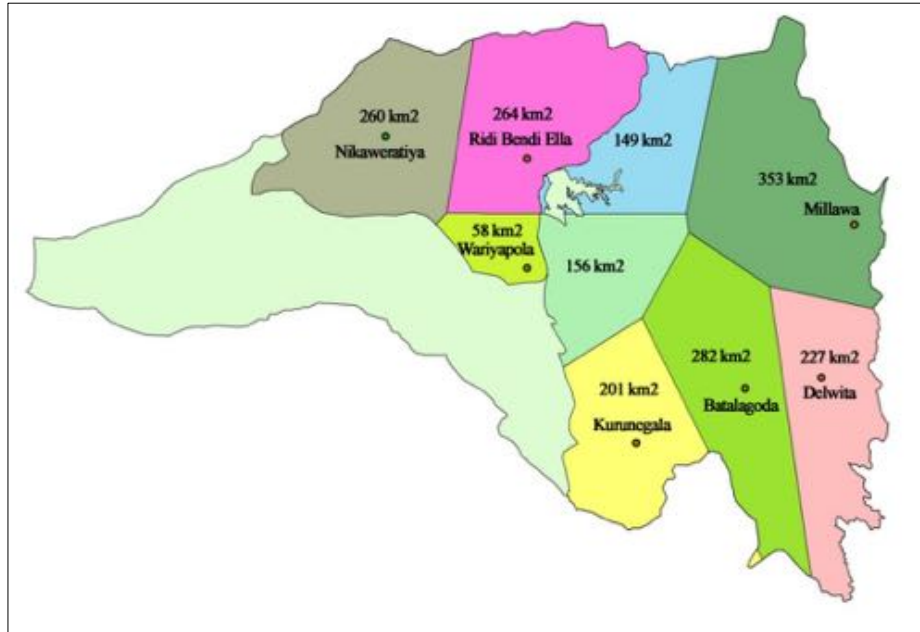 260 km2
Nikaweratiya
264 km2
Ridi Bendi Ella
149 km2
353 km2
Millawa
58 km2
Wariyapola
156 km2
282 km2
Batalagoda
227 km2
Delwita
201 km2
Kurunegala